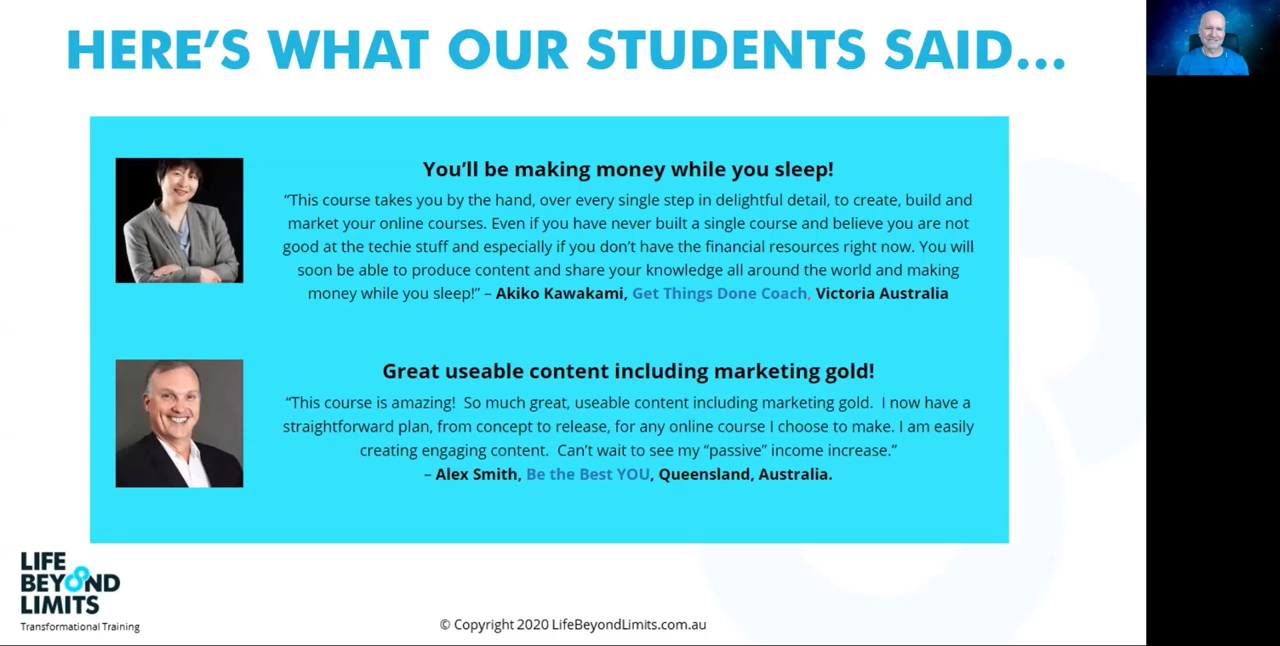 HERE’S WHAT OUR STUDENTS SAID...
You’ll be making money while you sleep!
“This course takes you by the hand, over every single step in delightful detail, to create, build and
market your online courses. Even if you have never built a single course and believe you are not
good at the techie stuff and especially if you don’t have the financial resources right now. You will
soon be able to produce content and share your knowledge all around the world and making
money while you sleep!” – Akiko Kawakami, Get Things Done Coach, Victoria Australia
Great useable content including marketing gold!
“This course is amazing!  So much great, useable content including marketing gold.  I now have a
straightforward plan, from concept to release, for any online course I choose to make. I am easily
creating engaging content.  Can’t wait to see my “passive” income increase.”
– Alex Smith, Be the Best YOU, Queensland, Australia.
LIFE
BEYOND
LIMITS
Transformational Training
© Copyright 2020 LifeBeyondLimits.com.au